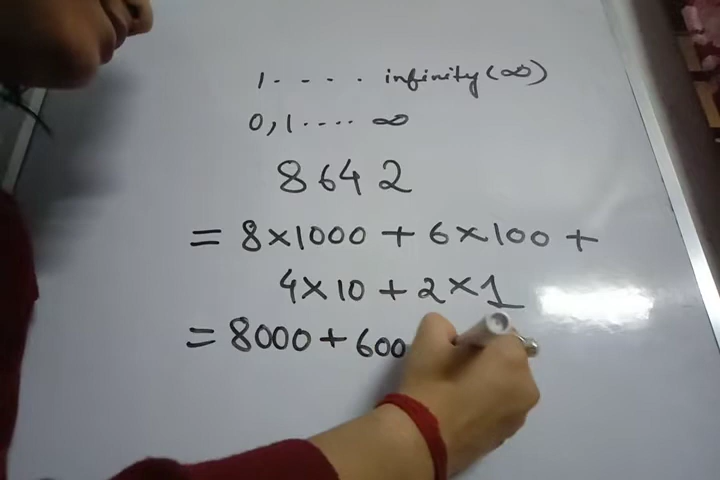 1. . . . . infinity (∞)
0, 1 . . . . ∞
8642
= 8×1000 + 6×100 +
4×10 + 2×1
= 8000 + 600